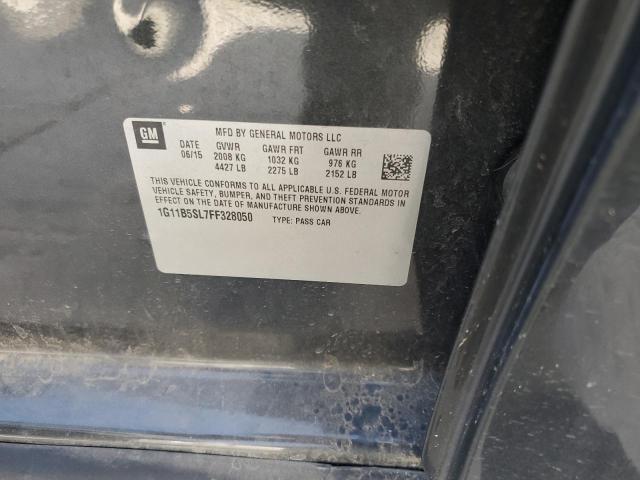 GM ®
MFD BY GENERAL MOTORS LLC
DATE GVWR GAWR FRT GAWR RR
06/15 2008 KG 1032 KG 976 KG
4427 LB 2275 LB 2152 LB
THIS VEHICLE CONFORMS TO ALL APPLICABLE U.S. FEDERAL MOTOR
VEHICLE SAFETY, BUMPER, AND THEFT PREVENTION STANDARDS IN
EFFECT ON THE DATE OF MANUFACTURE SHOWN ABOVE.
1G11B5SL7FF328050 TYPE: PASS CAR